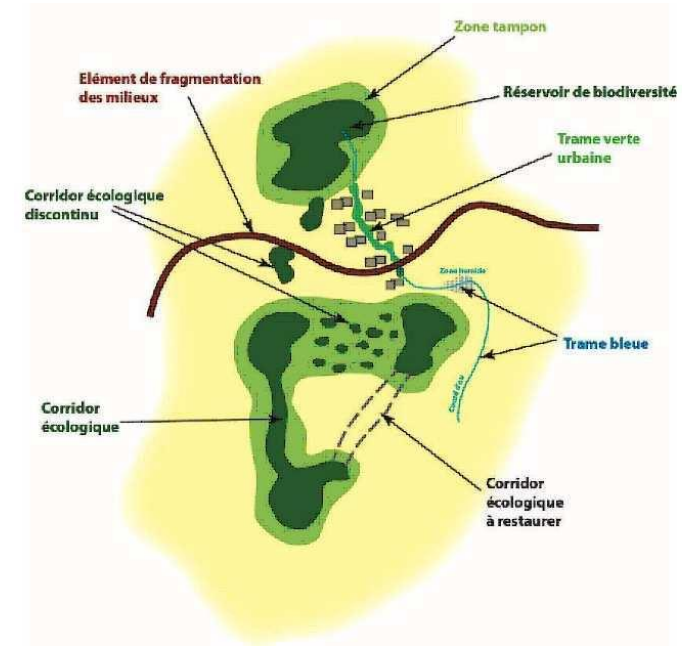 Zone tampon
Elément de fragmentation
des milieux
Réservoir de biodiversité
Trame verte
urbaine
Corridor écologique
discontinu
Zone humide
Trame bleue
Cours d'eau
Corridor
écologique
Corridor
écologique
à restaurer